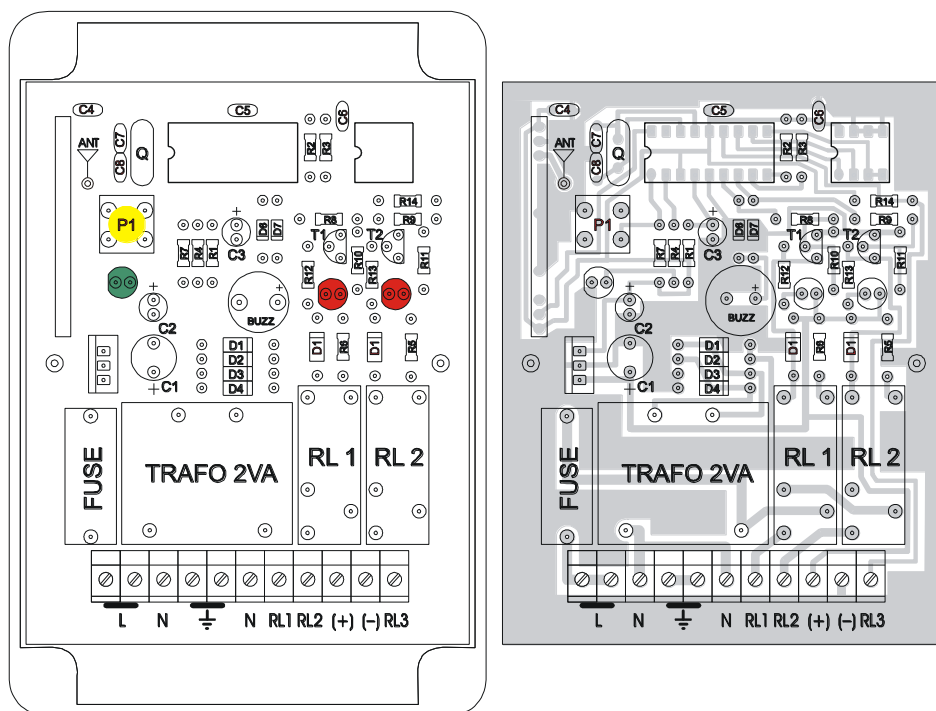 C4
C5
C6
ANT
C8 C7
Q
R2
R3
P1
R14
R8
R9
T1
T2
C3
D6
D7
R7
R4
R1
R12
R10
R13
R11
BUZZ
C2
C1
D1
D2
D3
D4
D1
R6
D1
R5
FUSE
TRAFO 2VA
RL 1
RL 2
L N N RL1 RL2 (+) (-) RL3
C4
C5
C6
ANT
C8 C7
Q
R2
R3
P1
R14
R8
R9
T1
T2
C3
D6
D7
R7
R4
R1
R12
R10
R13
R11
BUZZ
C2
C1
D1
D2
D3
D4
D1
R6
D1
R5
FUSE
TRAFO 2VA
RL 1
RL 2
L N N RL1 RL2 (+) (-) RL3